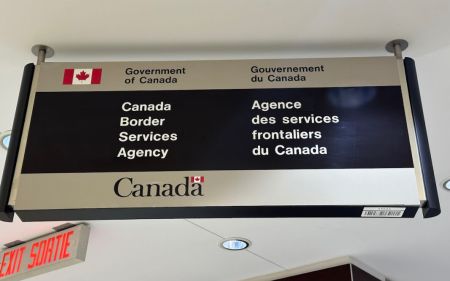 Government
of Canada
Gouvernement
du Canada
Canada
Border
Services
Agency
Agence
des services
frontaliers
du Canada
Canada
EXIT SORTIE